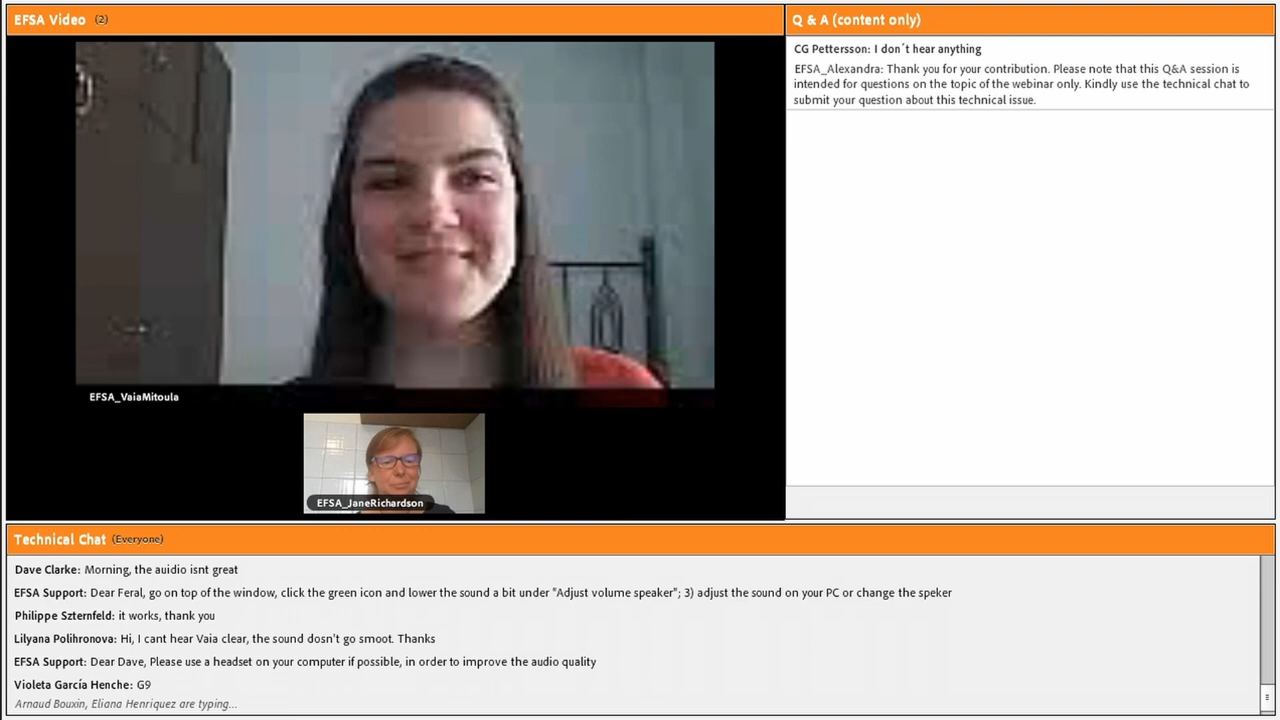 EFSA Video (2)
Q & A (content only)
CG Pettersson: I don´t hear anything
EFSA_Alexandra: Thank you for your contribution. Please note that this Q&A session is
intended for questions on the topic of the webinar only. Kindly use the technical chat to
submit your question about this technical issue.
EFSA_VaiaMitoula
EFSA_JaneRichardson
Technical Chat (Everyone)
Dave Clarke: Morning, the auidio isnt great
EFSA Support: Dear Feral, go on top of the window, click the green icon and lower the sound a bit under "Adjust volume speaker"; 3) adjust the sound on your PC or change the speker
Philippe Szternfeld: it works, thank you
Lilyana Polihronova: Hi, I cant hear Vaia clear, the sound dosn't go smoot. Thanks
EFSA Support: Dear Dave, Please use a headset on your computer if possible, in order to improve the audio quality
Violeta García Henche: G9
Arnaud Bouxin, Eliana Henriquez are typing...